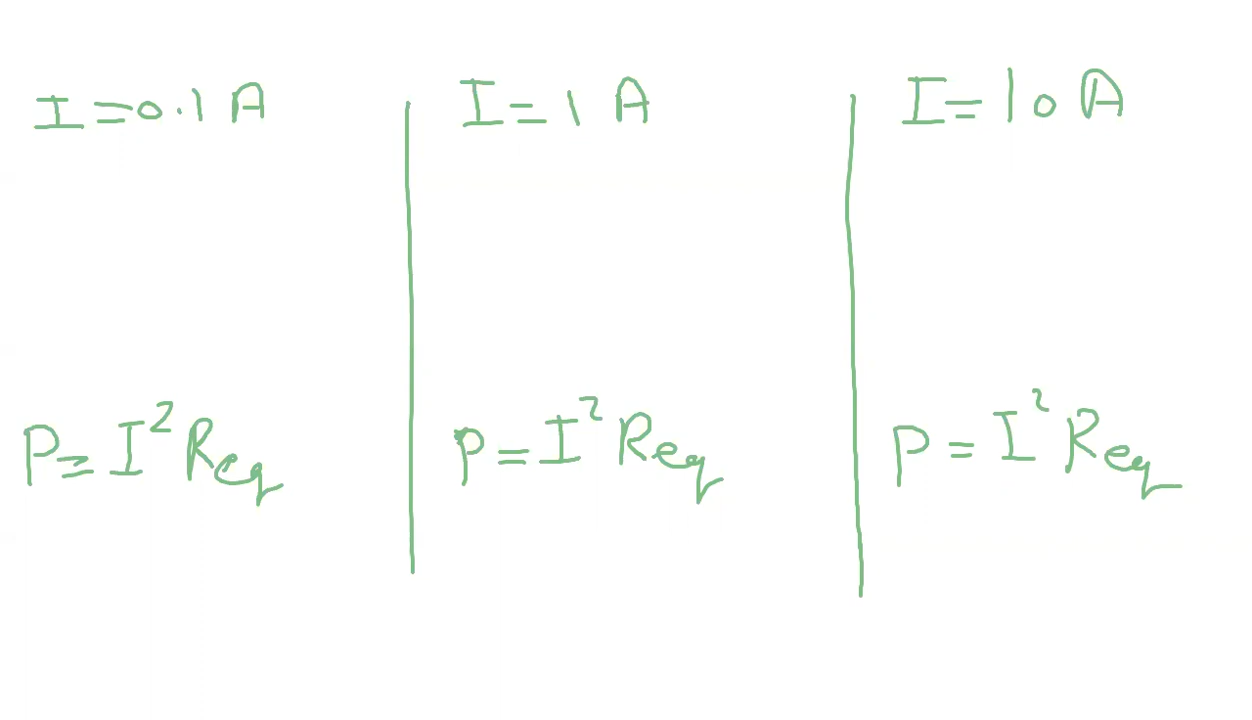 I = 0.1 A
I = 1 A
I = 10 A
P = I² Req
P = I² Req
P = I² Req